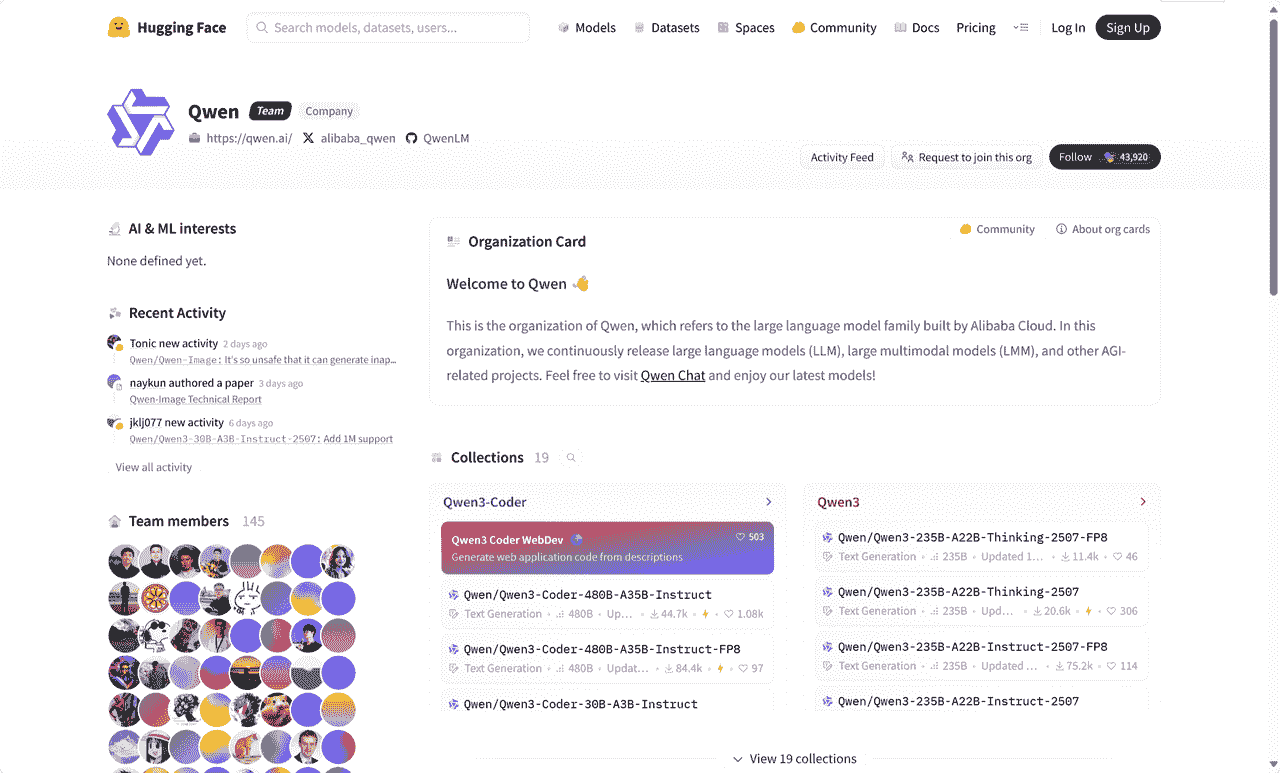 Hugging Face
Search models, datasets, users...
Models
Datasets
Spaces
Community
Docs
Pricing
Log In
Sign Up
Qwen Team Company
https://qwen.ai/ alibaba_qwen QwenLM
Activity Feed
Request to join this org
Follow 43,920
AI & ML interests
None defined yet.
Recent Activity
Tonic new activity 2 days ago
Qwen/Qwen-Image: It's so unsafe that it can generate inap...
naykun authored a paper 3 days ago
Qwen-Image Technical Report
jklj077 new activity 6 days ago
Qwen/Qwen3-30B-A3B-Instruct-2507: Add 1M support
View all activity
Team members 145
Organization Card
Community
About org cards
Welcome to Qwen
This is the organization of Qwen, which refers to the large language model family built by Alibaba Cloud. In this
organization, we continuously release large language models (LLM), large multimodal models (LMM), and other AGI-
related projects. Feel free to visit Qwen Chat and enjoy our latest models!
Collections 19
Qwen3-Coder
Qwen3 Coder WebDev 503
Generate web application code from descriptions
Qwen/Qwen3-Coder-480B-A35B-Instruct
Text Generation • 480B • Up... • 44.7k • 1.08k
Qwen/Qwen3-Coder-480B-A35B-Instruct-FP8
Text Generation • 480B • Updat... • 84.4k • 97
Qwen/Qwen3-Coder-30B-A3B-Instruct
Qwen3
Qwen/Qwen3-235B-A22B-Thinking-2507-FP8
Text Generation • 235B • Updated 1... • 11.4k • 46
Qwen/Qwen3-235B-A22B-Thinking-2507
Text Generation • 235B • Upd... • 20.6k • 306
Qwen/Qwen3-235B-A22B-Instruct-2507-FP8
Text Generation • 235B • Updated ... • 75.2k • 114
Qwen/Qwen3-235B-A22B-Instruct-2507
View 19 collections